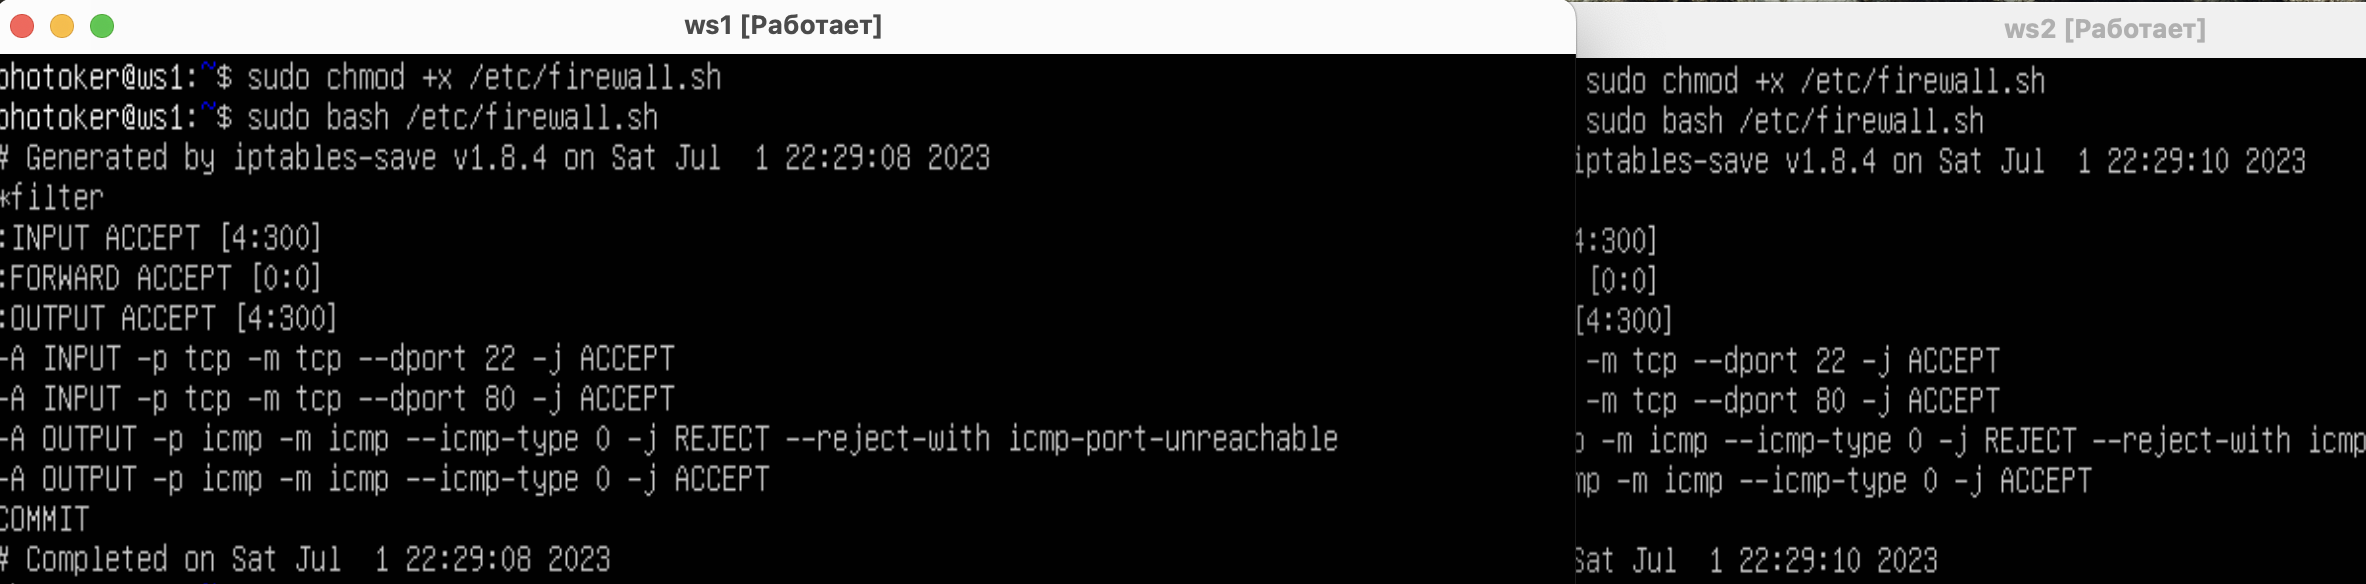 ws1 [Работает]
photoker@ws1:~$ sudo chmod +x /etc/firewall.sh
photoker@ws1:~$ sudo bash /etc/firewall.sh
# Generated by iptables-save v1.8.4 on Sat Jul  1 22:29:08 2023
*filter
:INPUT ACCEPT [4:300]
:FORWARD ACCEPT [0:0]
:OUTPUT ACCEPT [4:300]
-A INPUT -p tcp -m tcp --dport 22 -j ACCEPT
-A INPUT -p tcp -m tcp --dport 80 -j ACCEPT
-A OUTPUT -p icmp -m icmp --icmp-type 0 -j REJECT --reject-with icmp-port-unreachable
-A OUTPUT -p icmp -m icmp --icmp-type 0 -j ACCEPT
COMMIT
# Completed on Sat Jul  1 22:29:08 2023
ws2 [Работает]
sudo chmod +x /etc/firewall.sh
sudo bash /etc/firewall.sh
iptables-save v1.8.4 on Sat Jul  1 22:29:10 2023
4:300]
[0:0]
[4:300]
-m tcp --dport 22 -j ACCEPT
-m tcp --dport 80 -j ACCEPT
-m icmp --icmp-type 0 -j REJECT --reject-with icmp
mp -m icmp --icmp-type 0 -j ACCEPT
Sat Jul  1 22:29:10 2023